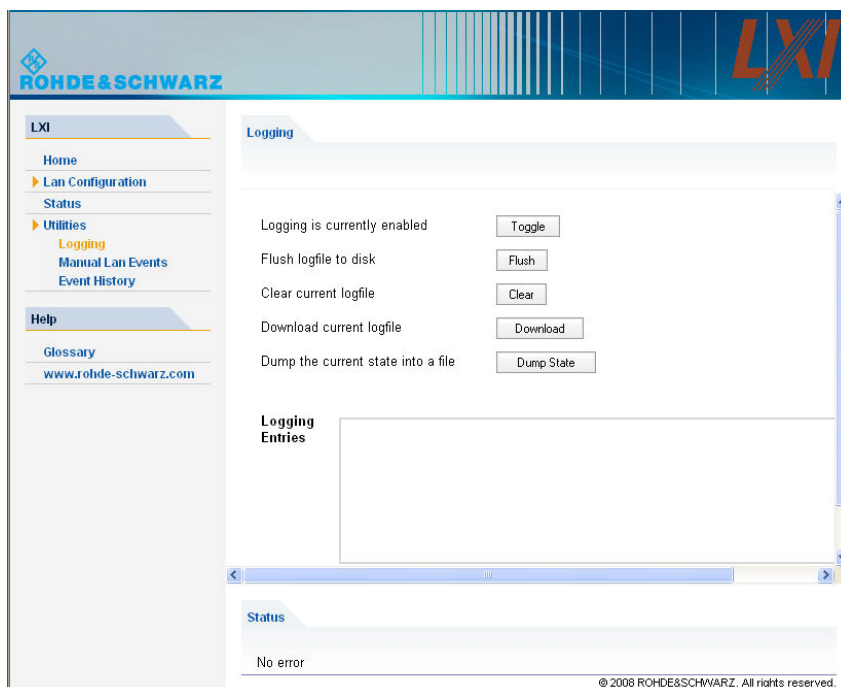 ROHDE&SCHWARZ
LXI
LXI
Home
Lan Configuration
Status
Utilities
Logging
Manual Lan Events
Event History
Help
Glossary
www.rohde-schwarz.com
Logging
Logging is currently enabled
Toggle
Flush logfile to disk
Flush
Clear current logfile
Clear
Download current logfile
Download
Dump the current state into a file
Dump State
Logging
Entries
Status
No error
© 2008 ROHDE&SCHWARZ. All rights reserved.